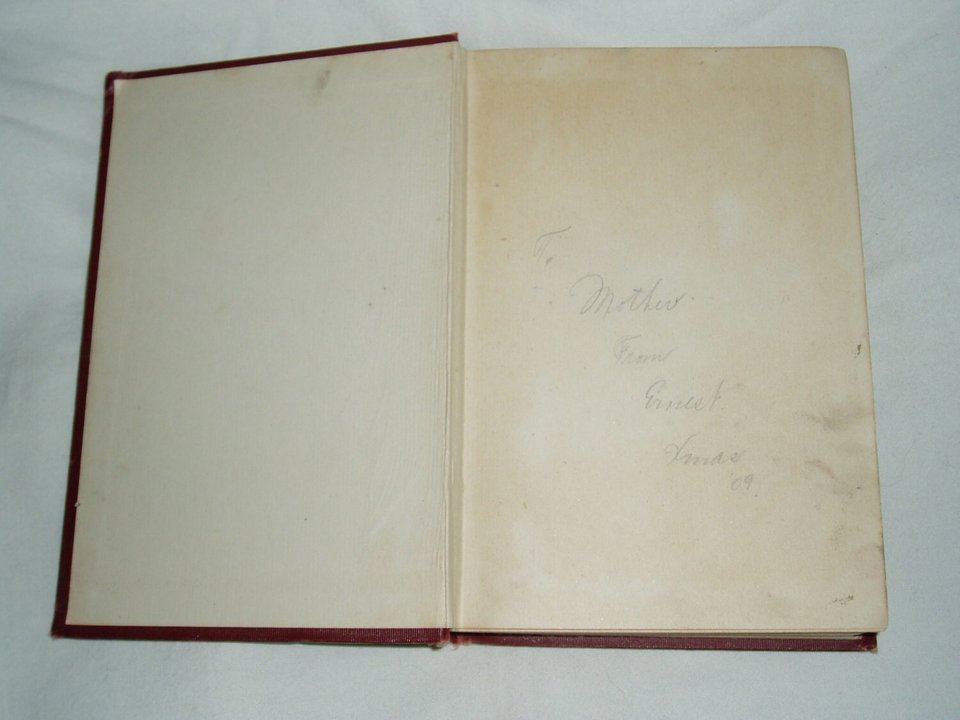 To
Mother
From
Ernest.
Xmas
'09.